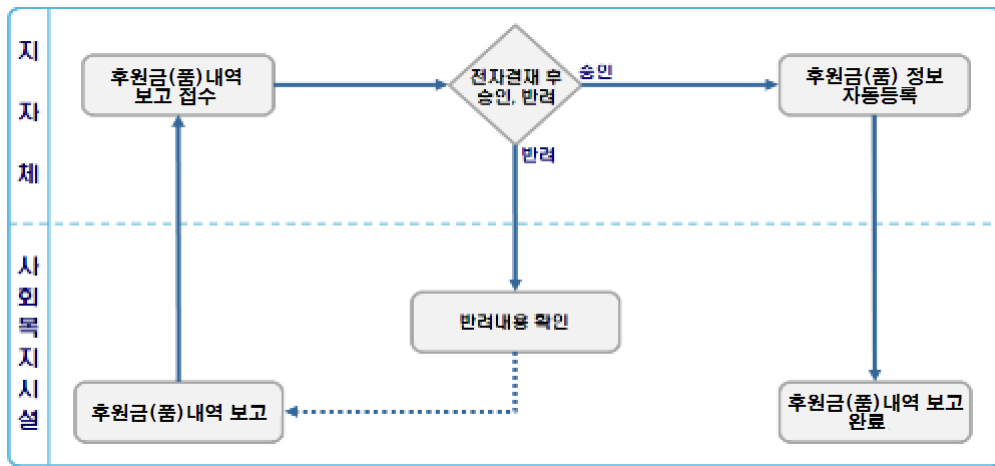 지
자
체
후원금(품)내역
보고 접수
전자결재 후
승인, 반려
승인
후원금(품) 정보
자동등록
반려
사
회
복
지
시
설
반려내용 확인
후원금(품)내역 보고
후원금(품)내역 보고
완료